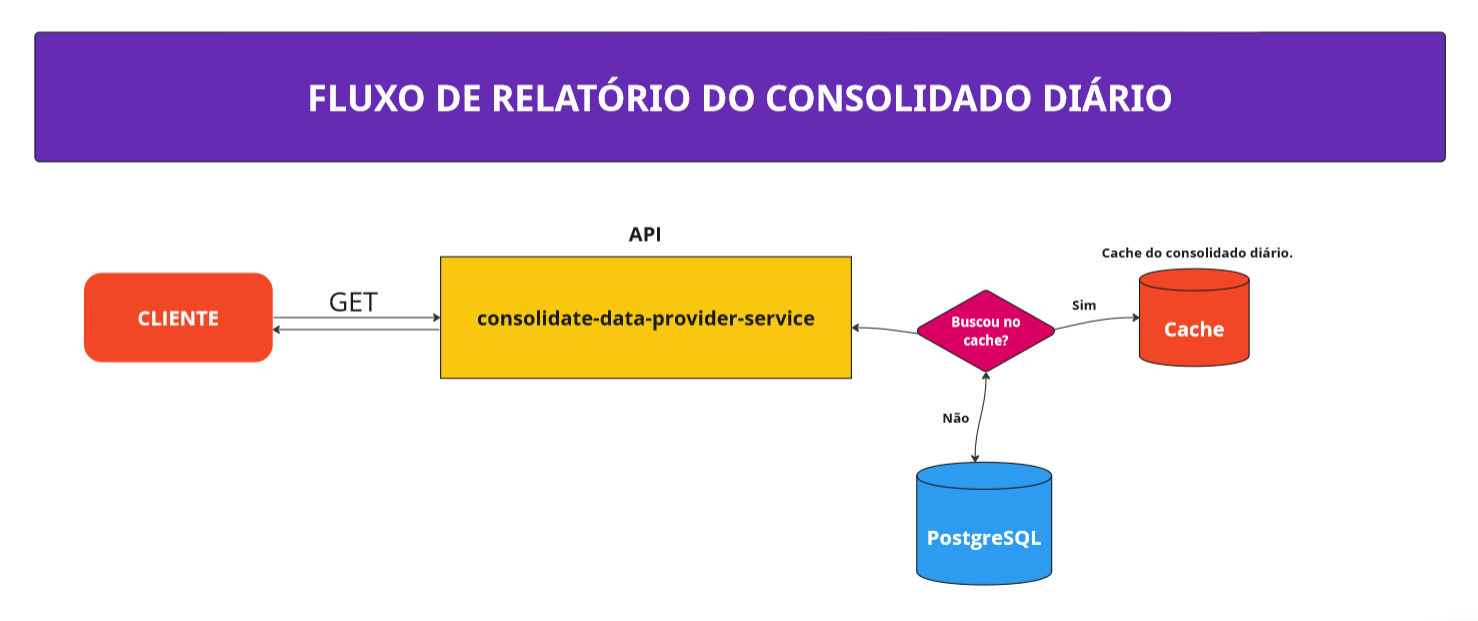 FLUXO DE RELATÓRIO DO CONSOLIDADO DIÁRIO
API
CLIENTE
GET
consolidate-data-provider-service
Buscou no
cache?
Sim
Cache do consolidado diário.
Cache
Não
PostgreSQL